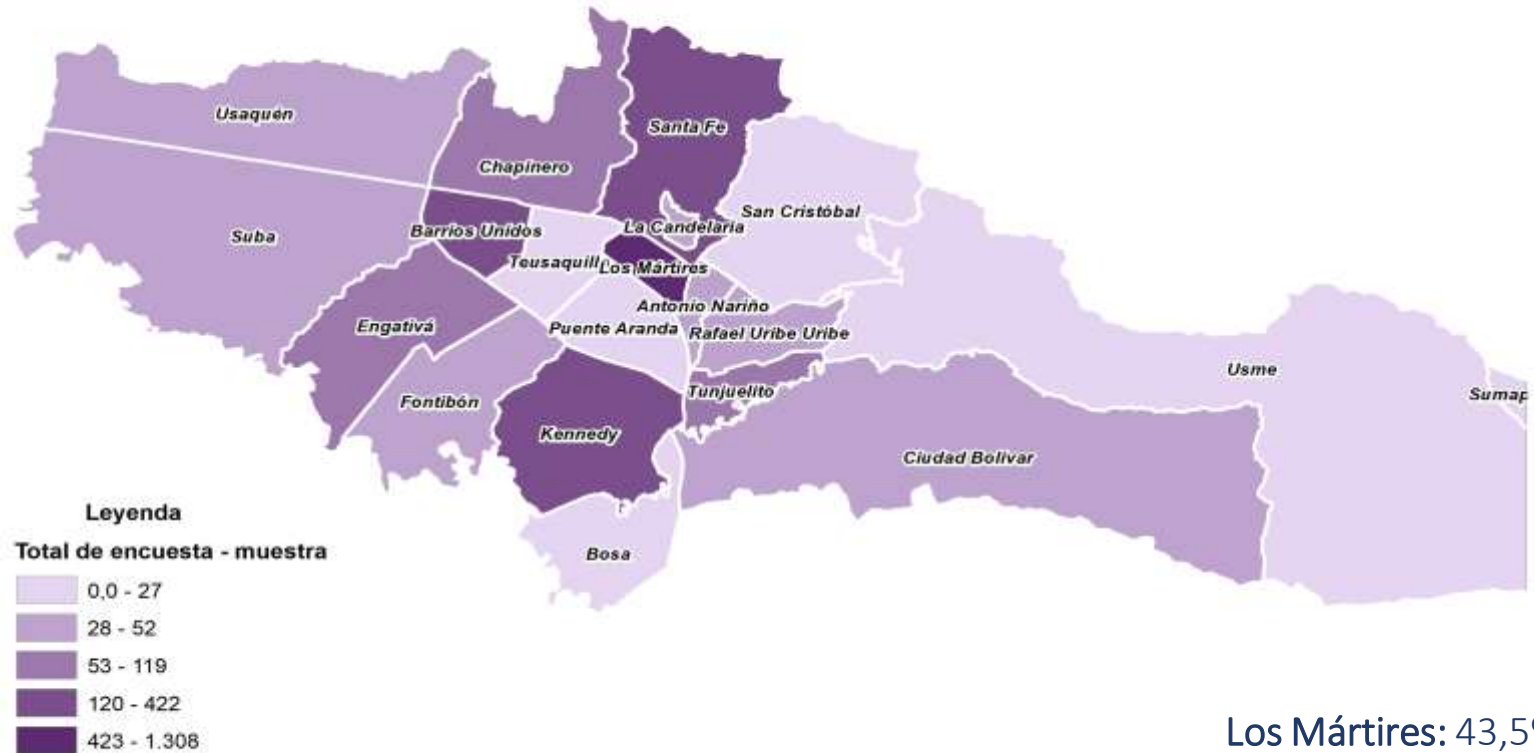 Usaquén
Santa Fe
Chapinero
San Cristóbal
La Candelaria
Barrios Unidos
Suba
Teusaquill
Los Mártires
Antonio Nariño
Engativá
Puente Aranda
Rafael Uribe Uribe
Usme
Tunjuelito
Sumap
Fontibón
Kennedy
Ciudad Bolívar
Bosa
Leyenda
Total de encuesta - muestra
0,0 - 27
28 - 52
53 - 119
120 - 422
423 - 1.308
Los Mártires: 43,5